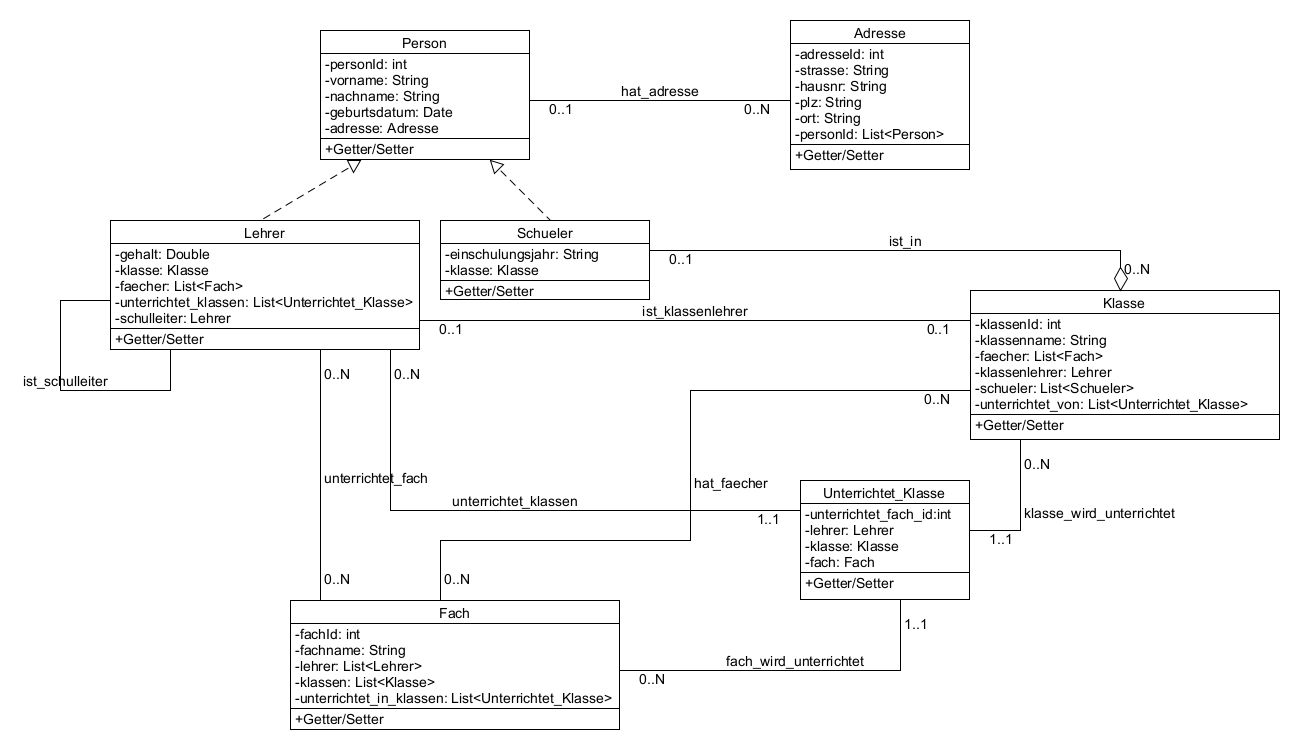 Person
-personId: int
-vorname: String
-nachname: String
-geburtsdatum: Date
-adresse: Adresse
+Getter/Setter
hat_adresse
0..1
0..N
Adresse
-adresseId: int
-strasse: String
-hausnr: String
-plz: String
-ort: String
-personId: List<Person>
+Getter/Setter
Lehrer
-gehalt: Double
-klasse: Klasse
-faecher: List<Fach>
-unterrichtet_klassen: List<Unterrichtet_Klasse>
-schulleiter: Lehrer
+Getter/Setter
ist_schulleiter
Schueler
-einschulungsjahr: String
-klasse: Klasse
+Getter/Setter
ist_in
0..1
0..N
ist_klassenlehrer
0..1
0..1
Klasse
-klassenId: int
-klassenname: String
-faecher: List<Fach>
-klassenlehrer: Lehrer
-schueler: List<Schueler>
-unterrichtet_von: List<Unterrichtet_Klasse>
+Getter/Setter
0..N
0..N
0..N
0..N
unterrichtet_fach
hat_faecher
unterrichtet_klassen
1..1
Unterrichtet_Klasse
-unterrichtet_fach_id:int
-lehrer: Lehrer
-klasse: Klasse
-fach: Fach
+Getter/Setter
klasse_wird_unterrichtet
1..1
0..N
0..N
Fach
-fachId: int
-fachname: String
-lehrer: List<Lehrer>
-klassen: List<Klasse>
-unterrichtet_in_klassen: List<Unterrichtet_Klasse>
+Getter/Setter
1..1
fach_wird_unterrichtet
0..N